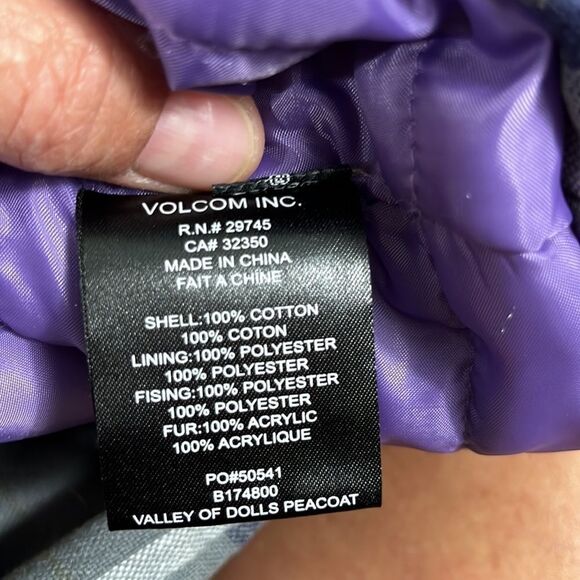 VOLCOM INC.
R.N.# 29745
CA# 32350
MADE IN CHINA
FAIT A CHINE
SHELL:100% COTTON
100% COTON
LINING:100% POLYESTER
100% POLYESTER
FISING:100% POLYESTER
100% POLYESTER
FUR:100% ACRYLIC
100% ACRYLIQUE
PO#50541
B174800
VALLEY OF DOLLS PEACOAT